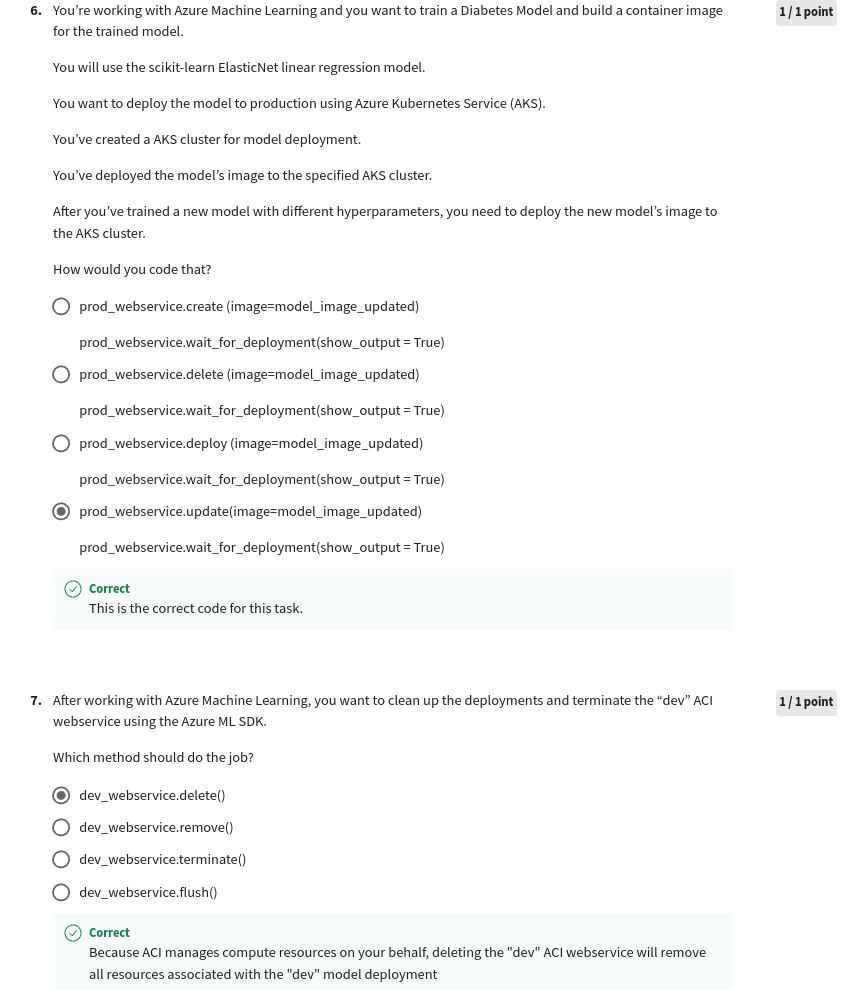 6. You’re working with Azure Machine Learning and you want to train a Diabetes Model and build a container image
1 / 1 point
for the trained model.
You will use the scikit-learn ElasticNet linear regression model.
You want to deploy the model to production using Azure Kubernetes Service (AKS).
You’ve created a AKS cluster for model deployment.
You’ve deployed the model’s image to the specified AKS cluster.
After you’ve trained a new model with different hyperparameters, you need to deploy the new model’s image to
the AKS cluster.
How would you code that?
prod_webservice.create (image=model_image_updated)
prod_webservice.wait_for_deployment(show_output = True)
prod_webservice.delete (image=model_image_updated)
prod_webservice.wait_for_deployment(show_output = True)
prod_webservice.deploy (image=model_image_updated)
prod_webservice.wait_for_deployment(show_output = True)
prod_webservice.update(image=model_image_updated)
prod_webservice.wait_for_deployment(show_output = True)
Correct
This is the correct code for this task.
7. After working with Azure Machine Learning, you want to clean up the deployments and terminate the “dev” ACI
1 / 1 point
webservice using the Azure ML SDK.
Which method should do the job?
dev_webservice.delete()
dev_webservice.remove()
dev_webservice.terminate()
dev_webservice.flush()
Correct
Because ACI manages compute resources on your behalf, deleting the "dev" ACI webservice will remove
all resources associated with the "dev" model deployment